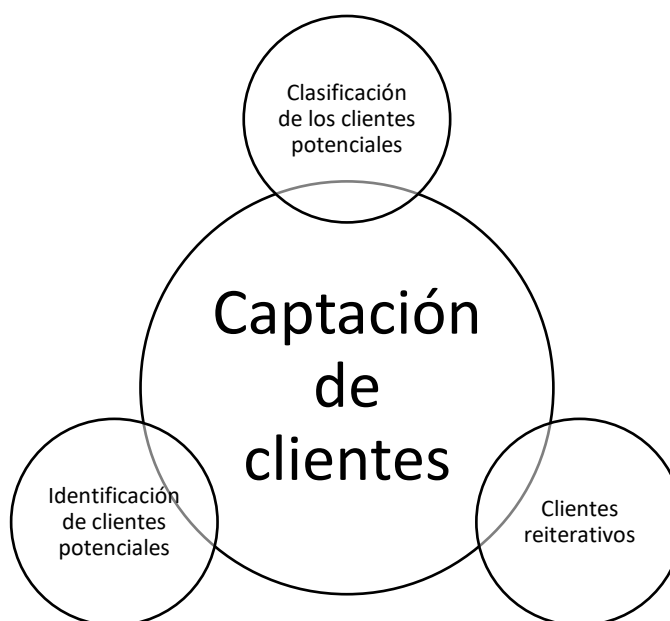 Clasificación
de los clientes
potenciales
Captación
de
clientes
Identificación
de clientes
potenciales
Clientes
reiterativos